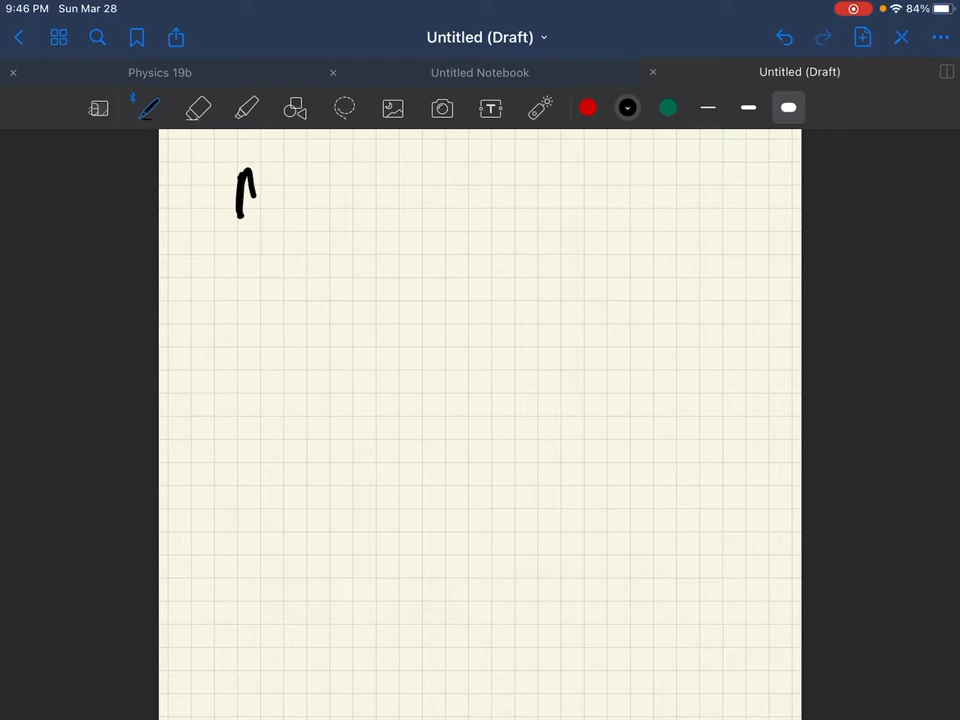 9:46 PM Sun Mar 28 84%
Untitled (Draft)
Physics 19b Untitled Notebook Untitled (Draft)
T